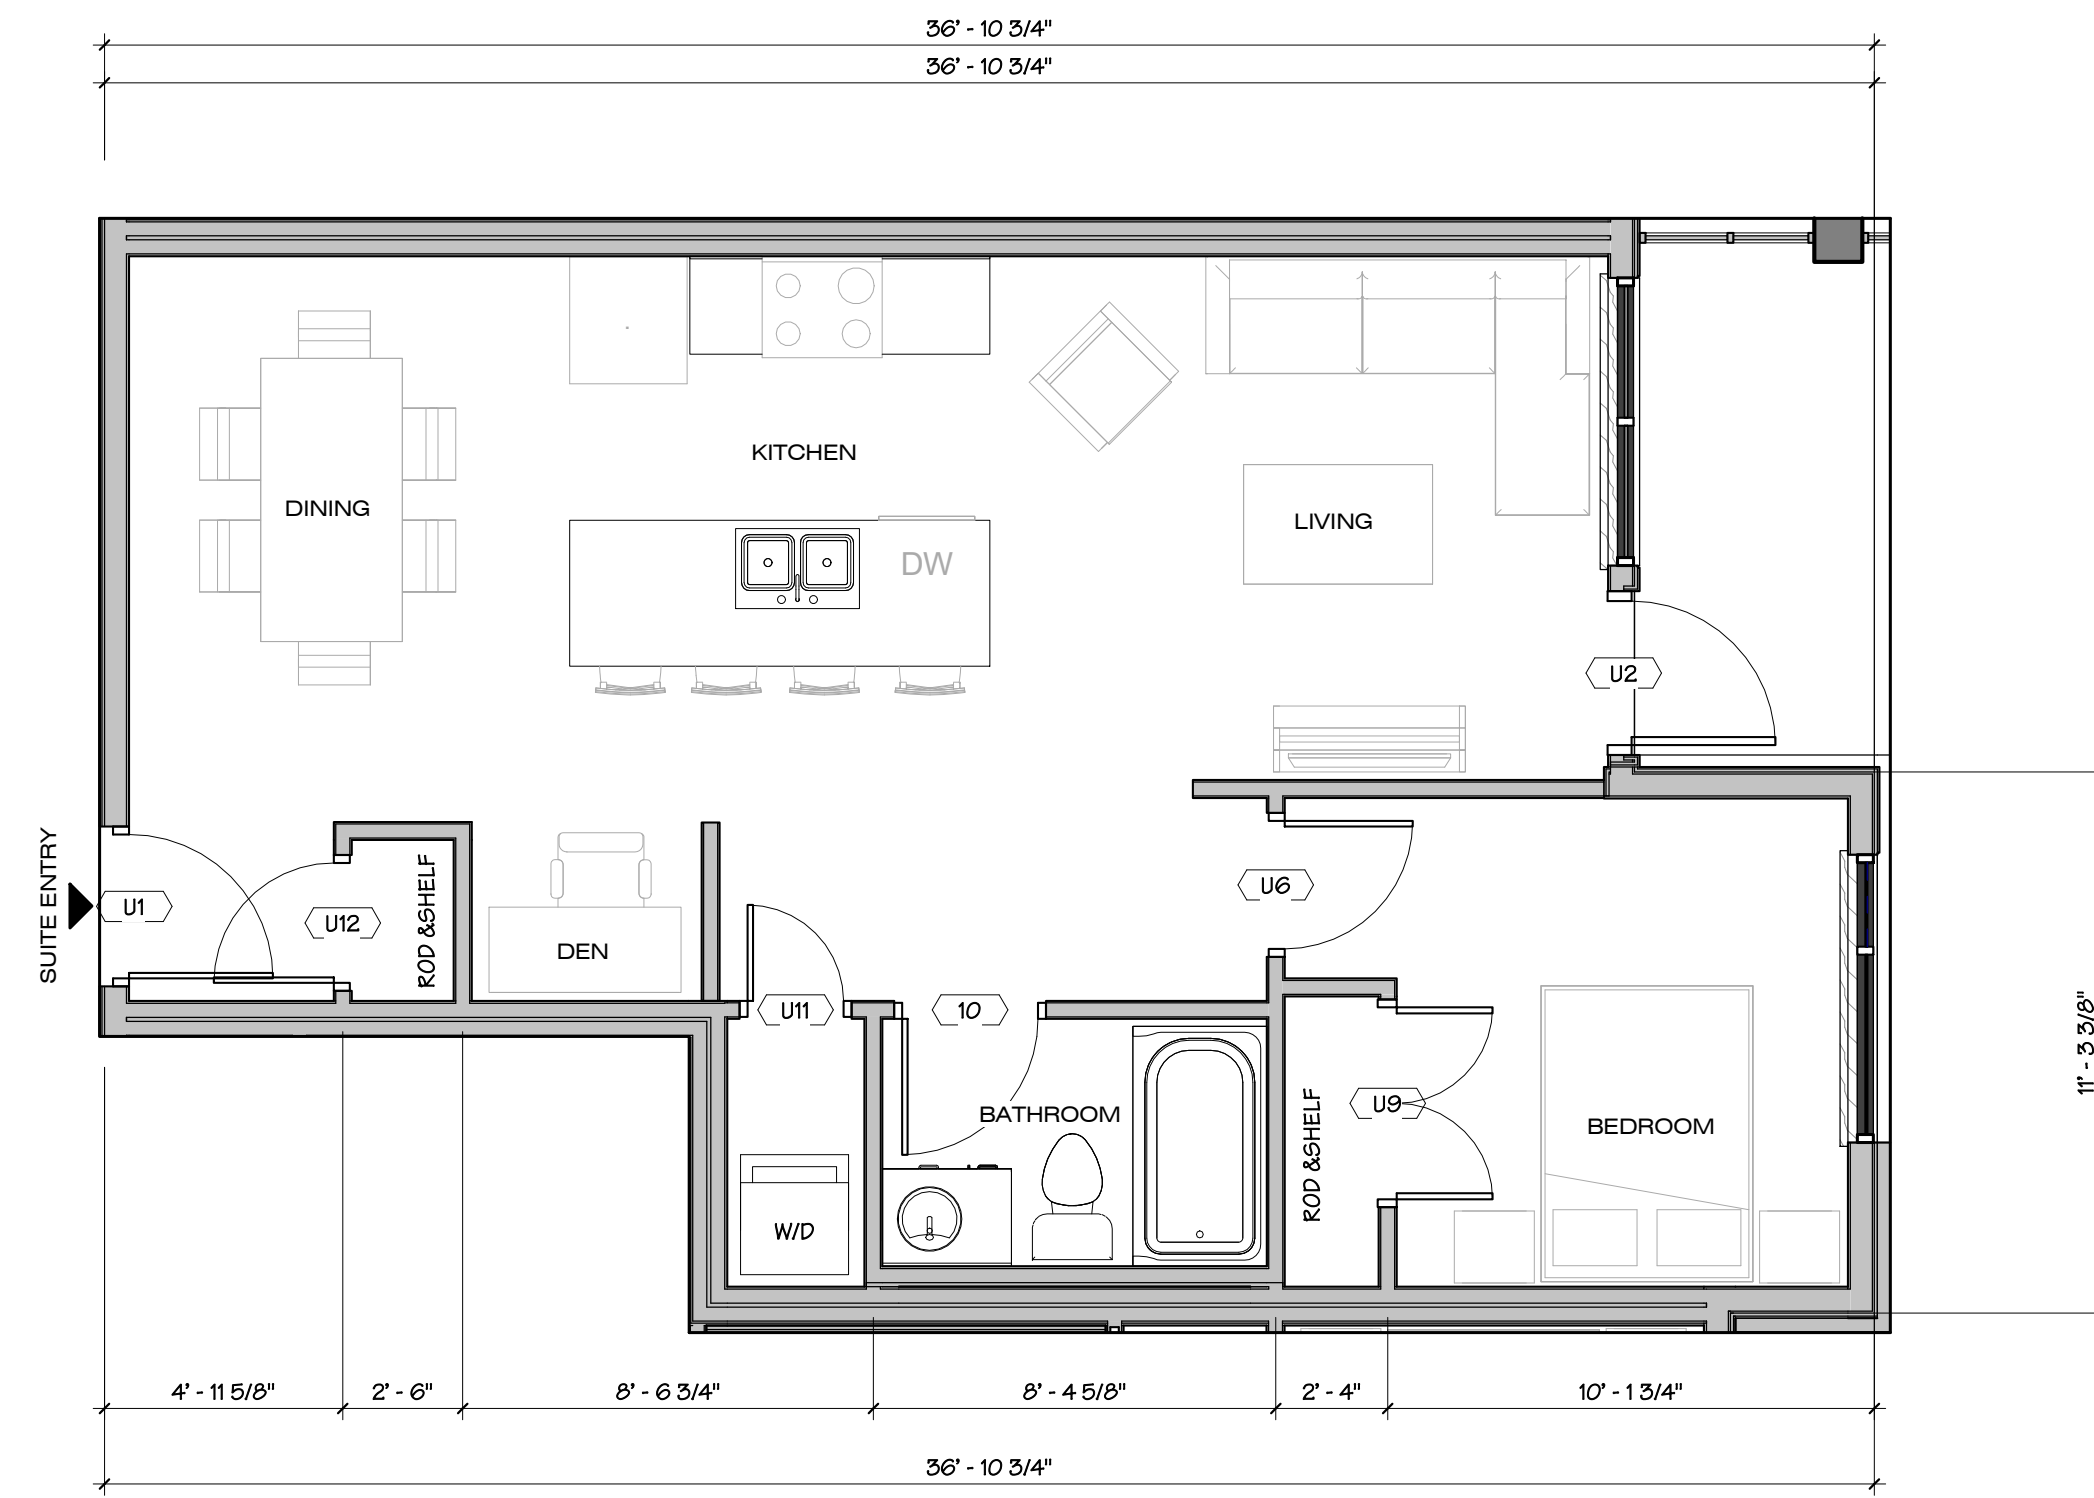 36' - 10 3/4"
36' - 10 3/4"
KITCHEN
DINING
LIVING
DW
U2
SUITE ENTRY
U1
U12
ROD &SHELF
DEN
U6
U11
10
11' - 3 3/8"
BATHROOM
ROD &SHELF
U9
BEDROOM
W/D
4' - 11 5/8"
2' - 6"
8' - 6 3/4"
8' - 4 5/8"
2' - 4"
10' - 1 3/4"
36' - 10 3/4"